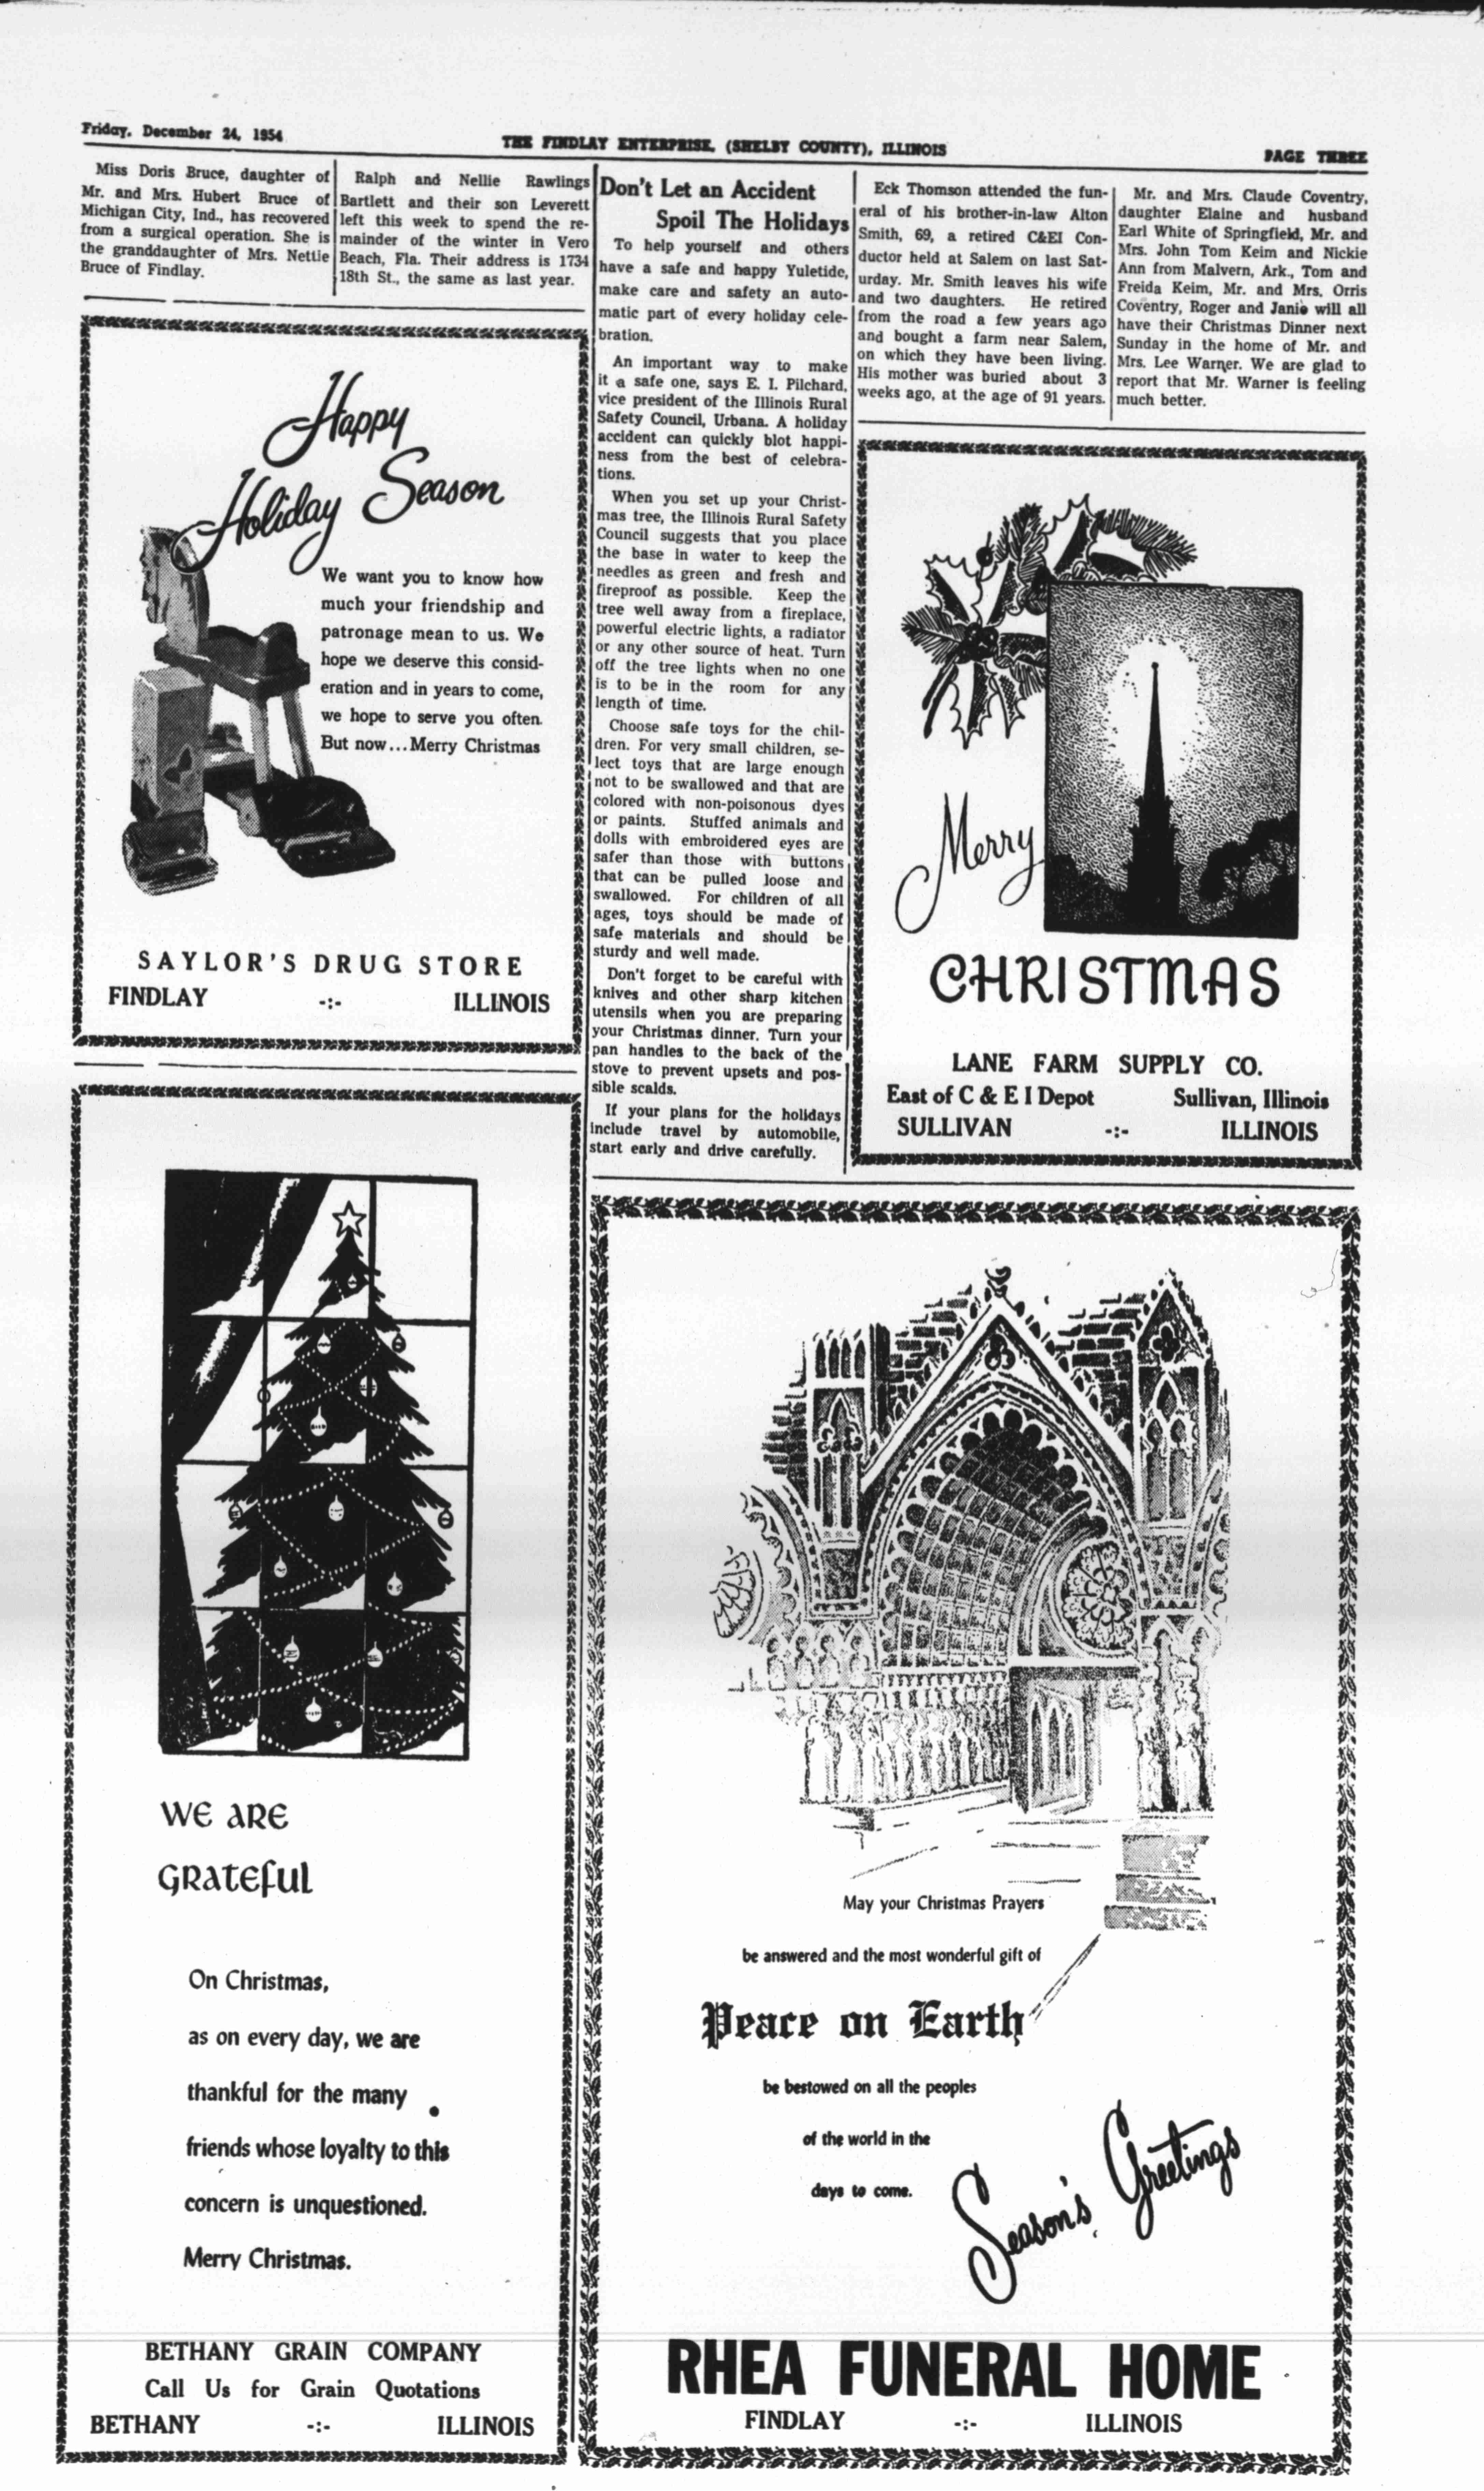 Friday, December 24, 1954
THE FINDLAY ENTERPRISE, (SHELBY COUNTY), ILLINOIS
PAGE THREE
Miss Doris Bruce, daughter of
Mr. and Mrs. Hubert Bruce of
Michigan City, Ind., has recovered
from a surgical operation. She is
the granddaughter of Mrs. Nettie
Bruce of Findlay.
Ralph and Nellie Rawlings
Bartlett and their son Leverett
left this week to spend the re-
mainder of the winter in Vero
Beach, Fla. Their address is 1734
18th St., the same as last year.
Happy
Holiday Season
We want you to know how
much your friendship and
patronage mean to us. We
hope we deserve this consid-
eration and in years to come,
we hope to serve you often.
But now...Merry Christmas
SAYLOR'S DRUG STORE
FINDLAY -:- ILLINOIS
WE ARE
GRATEFUL
On Christmas,
as on every day, we are
thankful for the many
friends whose loyalty to this
concern is unquestioned.
Merry Christmas.
BETHANY GRAIN COMPANY
Call Us for Grain Quotations
BETHANY -:- ILLINOIS
Don't Let an Accident
Spoil The Holidays
To help yourself and others
have a safe and happy Yuletide,
make care and safety an auto-
matic part of every holiday cele-
bration.
An important way to make
it a safe one, says E. I. Pilchard,
vice president of the Illinois Rural
Safety Council, Urbana. A holiday
accident can quickly blot happi-
ness from the best of celebra-
tions.
When you set up your Christ-
mas tree, the Illinois Rural Safety
Council suggests that you place
the base in water to keep the
needles as green and fresh and
fireproof as possible. Keep the
tree well away from a fireplace,
powerful electric lights, a radiator
or any other source of heat. Turn
off the tree lights when no one
is to be in the room for any
length of time.
Choose safe toys for the chil-
dren. For very small children, se-
lect toys that are large enough
not to be swallowed and that are
colored with non-poisonous dyes
or paints. Stuffed animals and
dolls with embroidered eyes are
safer than those with buttons
that can be pulled loose and
swallowed. For children of all
ages, toys should be made of
safe materials and should be
sturdy and well made.
Don't forget to be careful with
knives and other sharp kitchen
utensils when you are preparing
your Christmas dinner. Turn your
pan handles to the back of the
stove to prevent upsets and pos-
sible scalds.
If your plans for the holidays
include travel by automobile,
start early and drive carefully.
Eck Thomson attended the fun-
eral of his brother-in-law Alton
Smith, 69, a retired C&EI Con-
ductor held at Salem on last Sat-
urday. Mr. Smith leaves his wife
and two daughters. He retired
from the road a few years ago
and bought a farm near Salem,
on which they have been living.
His mother was buried about 3
weeks ago, at the age of 91 years.
Mr. and Mrs. Claude Coventry,
daughter Elaine and husband
Earl White of Springfield, Mr. and
Mrs. John Tom Keim and Nickie
Ann from Malvern, Ark., Tom and
Freida Keim, Mr. and Mrs. Orris
Coventry, Roger and Janie will all
have their Christmas Dinner next
Sunday in the home of Mr. and
Mrs. Lee Warner. We are glad to
report that Mr. Warner is feeling
much better.
Merry
CHRISTMAS
LANE FARM SUPPLY CO.
East of C & E I Depot Sullivan, Illinois
SULLIVAN -:- ILLINOIS
May your Christmas Prayers
be answered and the most wonderful gift of
Peace on Earth
be bestowed on all the peoples
of the world in the
days to come.
Season's Greetings
RHEA FUNERAL HOME
FINDLAY -:- ILLINOIS